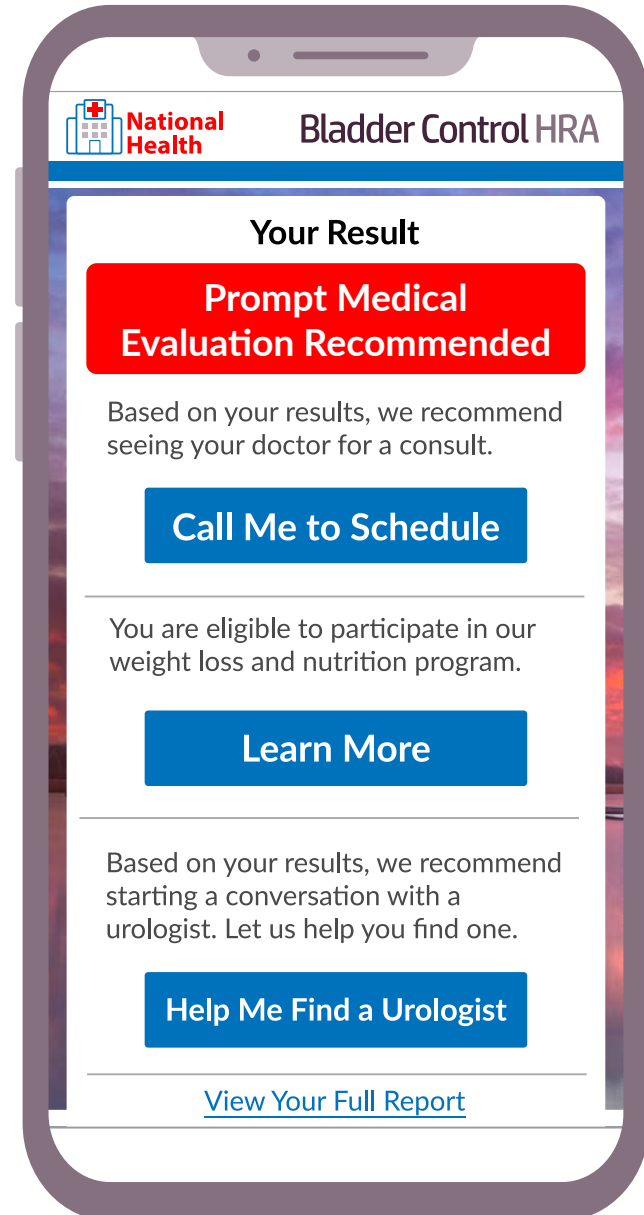 National
Health
Bladder Control HRA
Your Result
Prompt Medical
Evaluation Recommended
Based on your results, we recommend
seeing your doctor for a consult.
Call Me to Schedule
You are eligible to participate in our
weight loss and nutrition program.
Learn More
Based on your results, we recommend
starting a conversation with a
urologist. Let us help you find one.
Help Me Find a Urologist
View Your Full Report